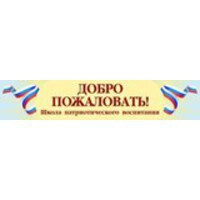 ДОБРО
ПОЖАЛОВАТЬ!
Школа патриотического воспитания